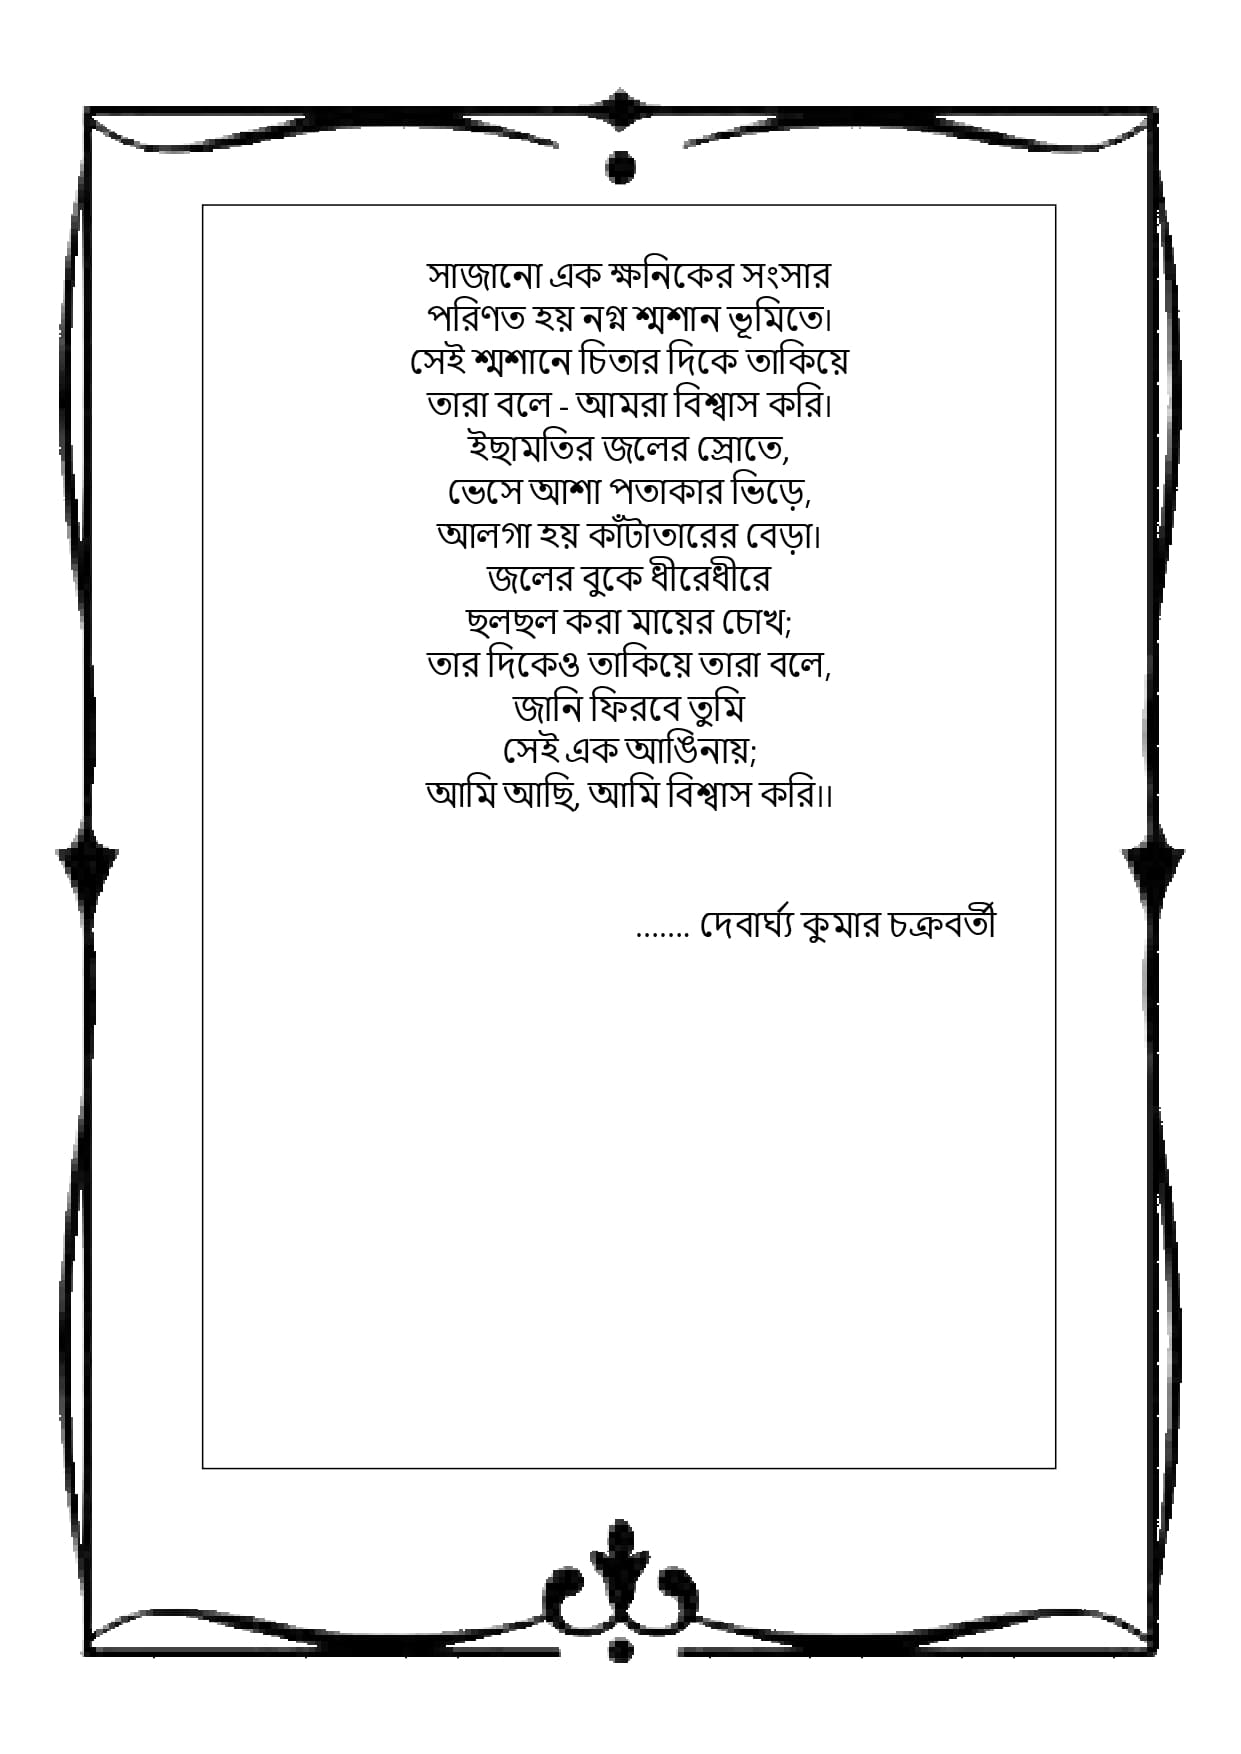 সাজানো এক ক্ষনিকের সংসার
পরিণত হয় নগ্ন শ্মশান ভূমিতে।
সেই শ্মশানে চিতার দিকে তাকিয়ে
তারা বলে - আমরা বিশ্বাস করি।
ইছামতির জলের স্রোতে,
ভেসে আশা পতাকার ভিড়ে,
আলগা হয় কাঁটাতারের বেড়া।
জলের বুকে ধীরেধীরে
ছলছল করা মায়ের চোখ;
তার দিকেও তাকিয়ে তারা বলে,
জানি ফিরবে তুমি
সেই এক আঙিনায়;
আমি আছি, আমি বিশ্বাস করি।।
....... দেবার্ঘ্য কুমার চক্রবর্তী